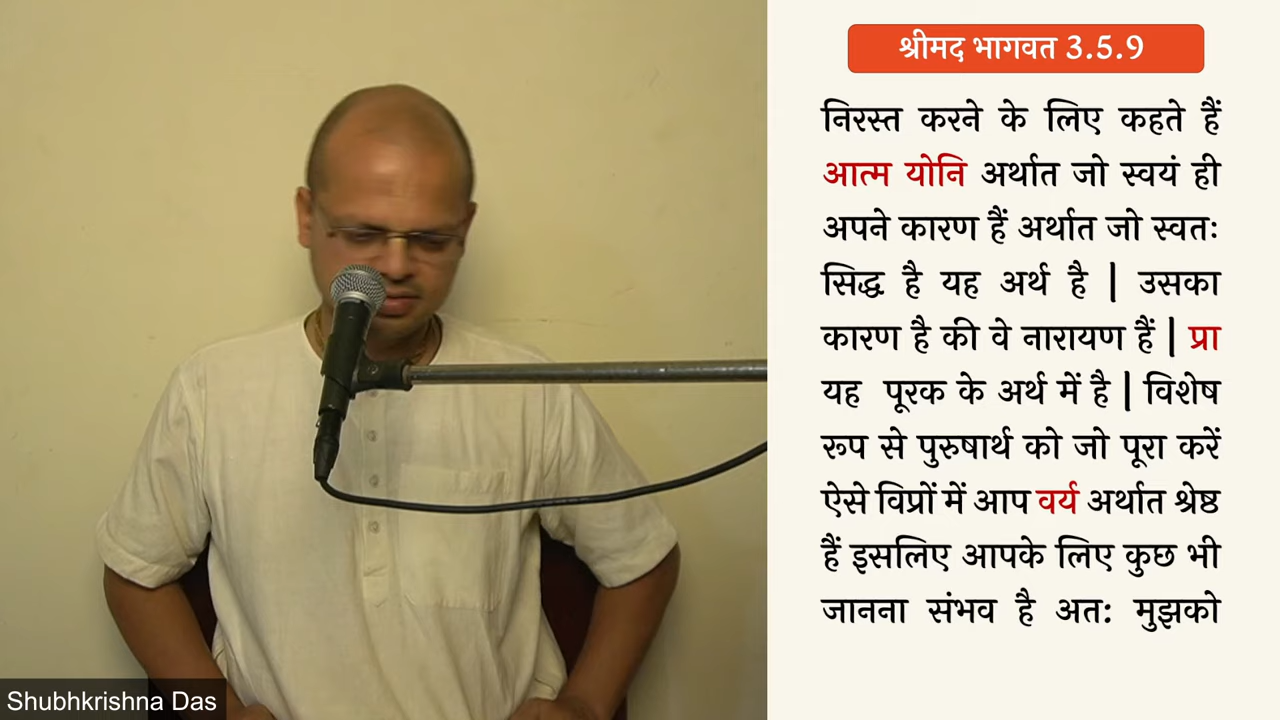 श्रीमद भागवत 3.5.9
निरस्त करने के लिए कहते हैं
आत्म योनि अर्थात जो स्वयं ही
अपने कारण हैं अर्थात जो स्वतः
सिद्ध है यह अर्थ है | उसका
कारण है की वे नारायण हैं | प्रा
यह पूरक के अर्थ में है | विशेष
रूप से पुरुषार्थ को जो पूरा करें
ऐसे विप्रों में आप वर्य अर्थात श्रेष्ठ
हैं इसलिए आपके लिए कुछ भी
जानना संभव है अत: मुझको
Shubhkrishna Das